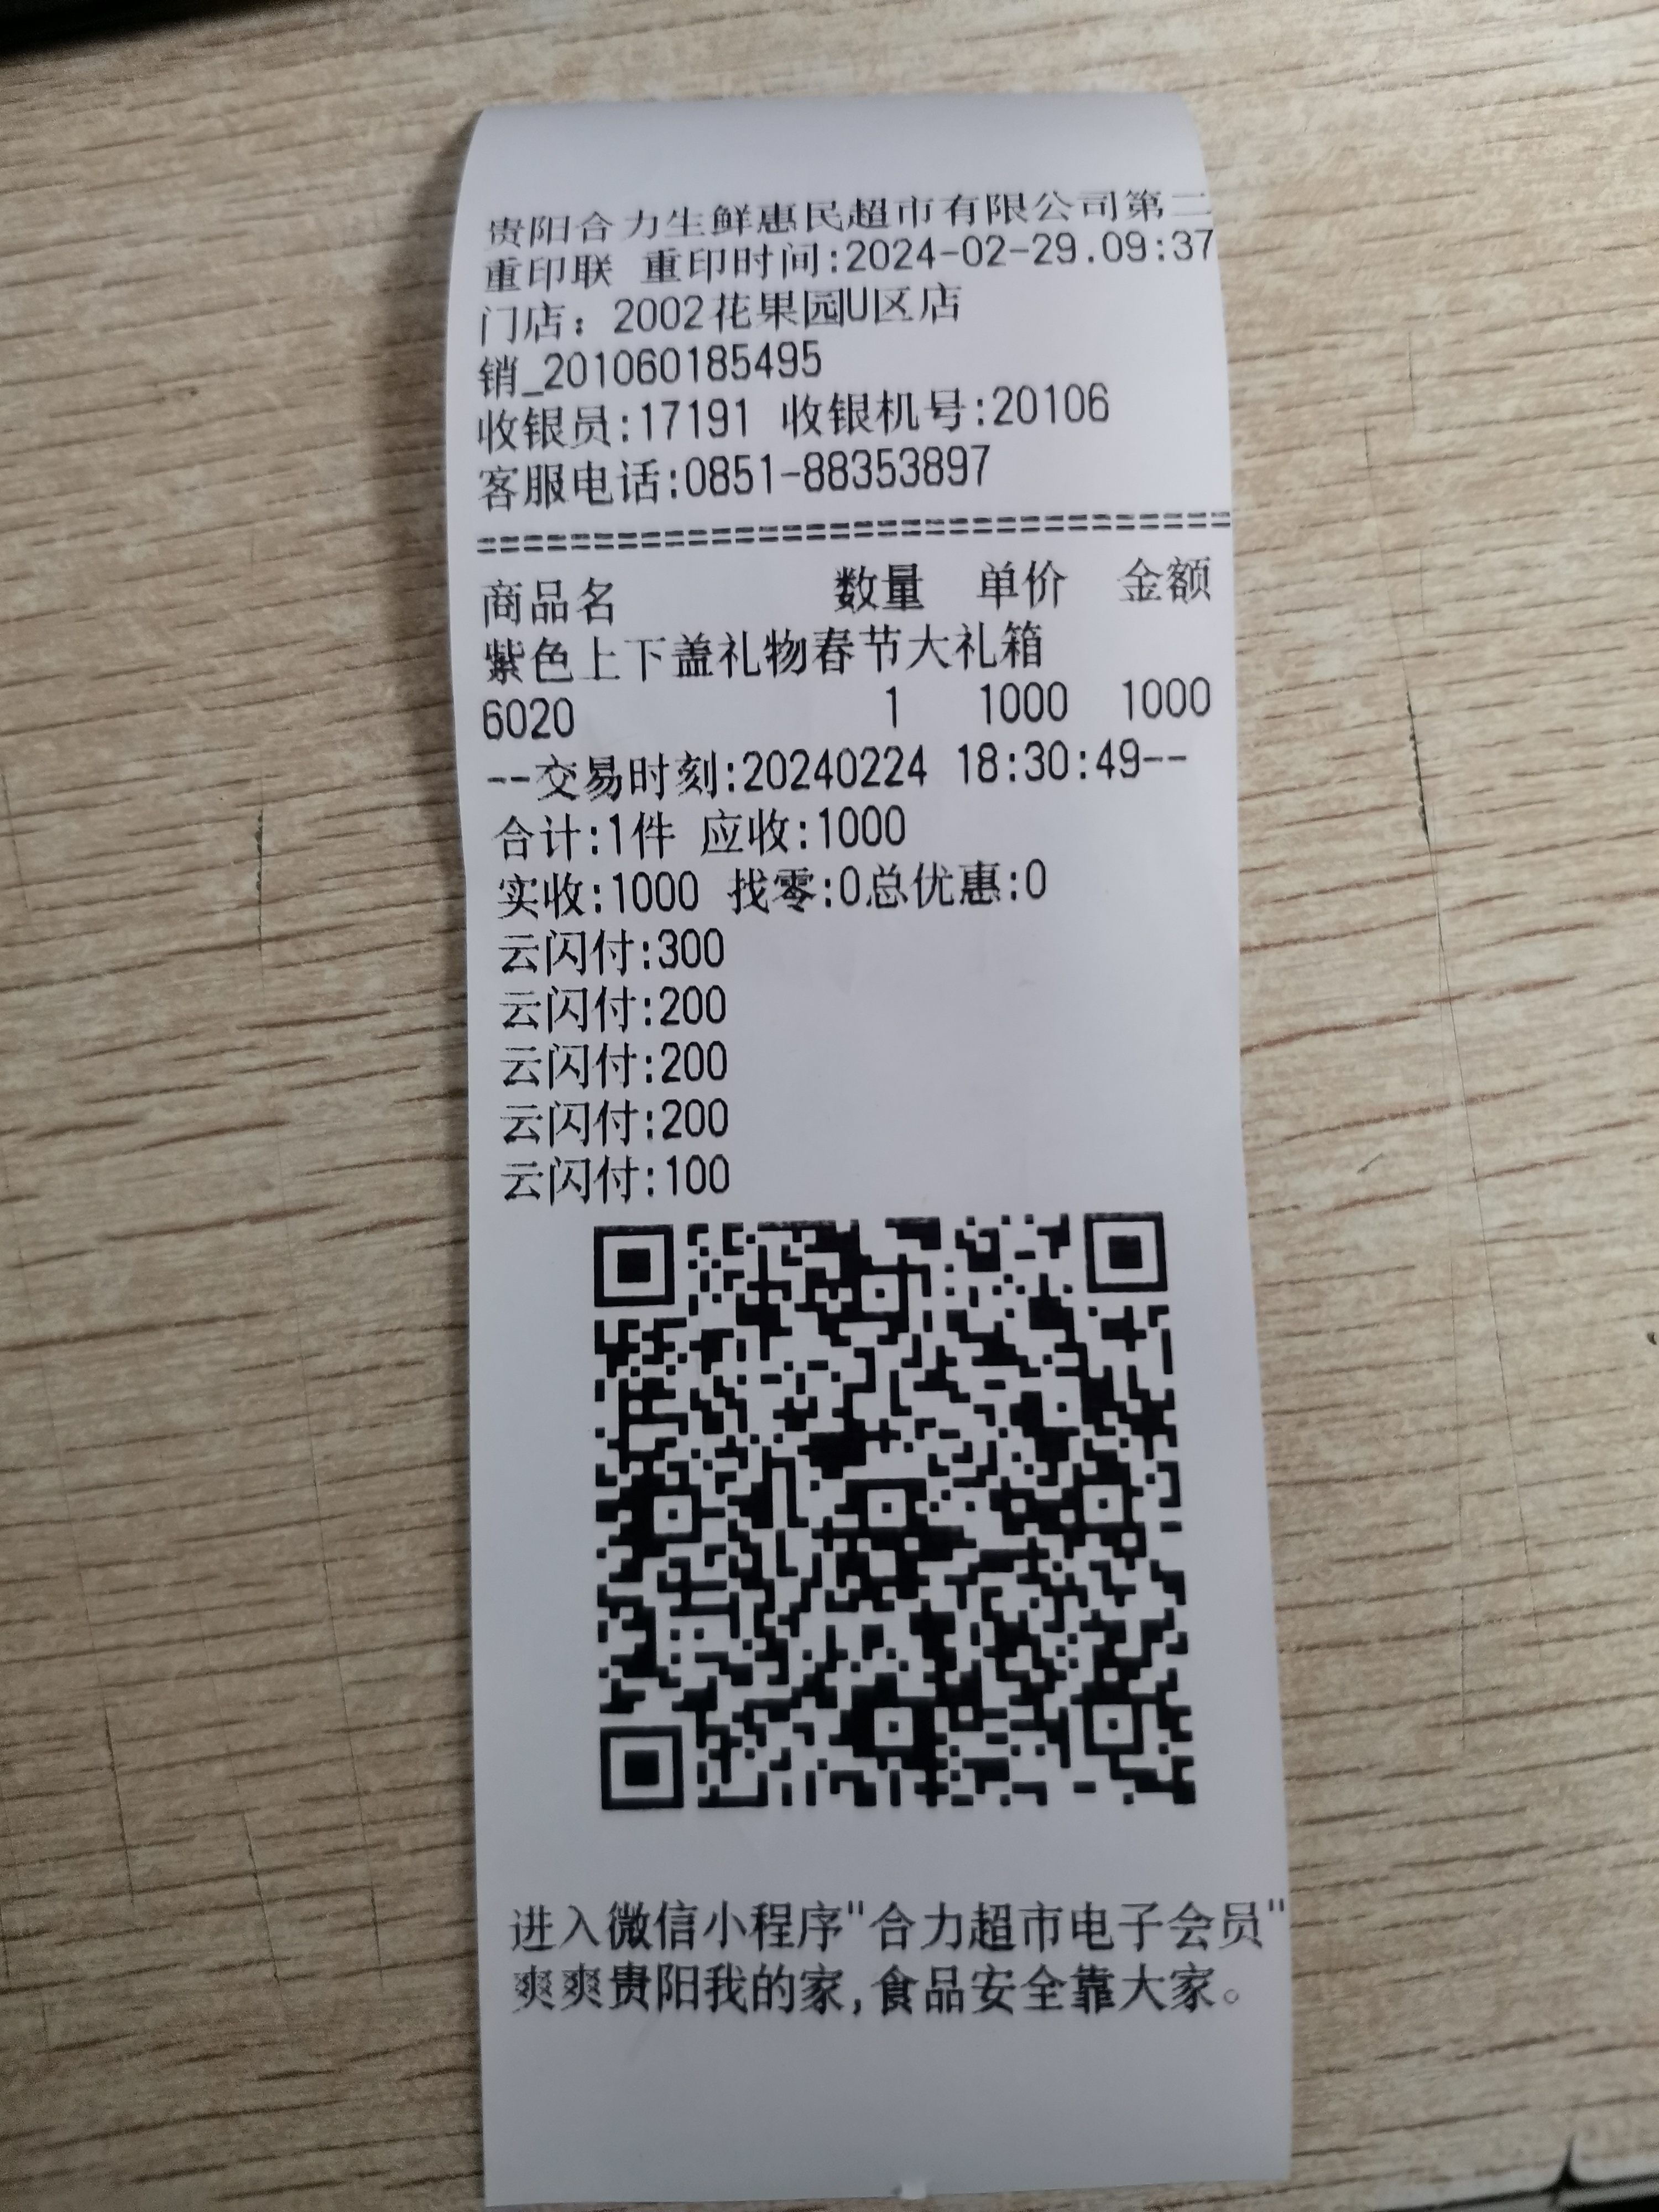 贵阳合力生鲜惠民超市有限公司第二
重印联 重印时间:2024-02-29.09:37
门店：2002花果园U区店
销_201060185495
收银员:17191 收银机号:20106
客服电话:0851-88353897
================================
商品名 数量 单价 金额
紫色上下盖礼物春节大礼箱
6020 1 1000 1000
--交易时刻:20240224 18:30:49--
合计:1件 应收:1000
实收:1000 找零:0总优惠:0
云闪付:300
云闪付:200
云闪付:200
云闪付:200
云闪付:100
进入微信小程序"合力超市电子会员"
爽爽贵阳我的家,食品安全靠大家。